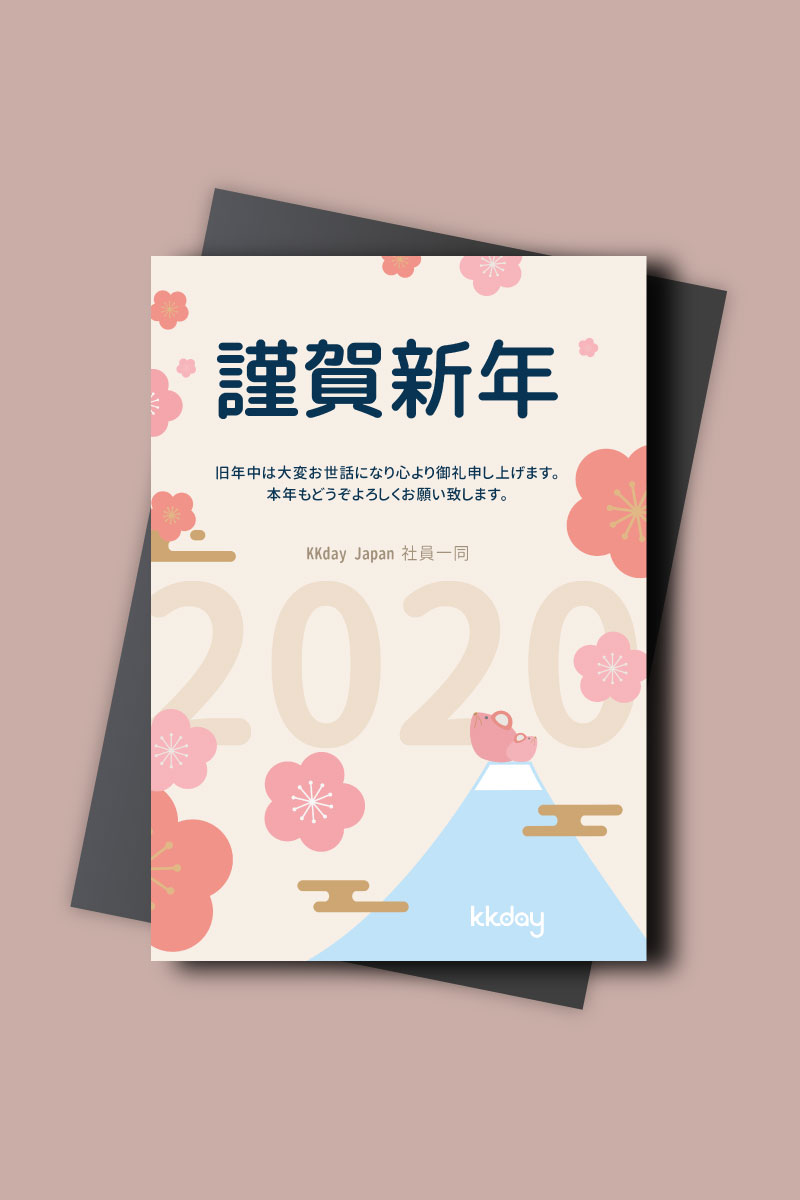 謹賀新年
旧年中は大変お世話になり心より御礼申し上げます。
本年もどうぞよろしくお願い致します。
KKday Japan 社員一同
2020
kkday